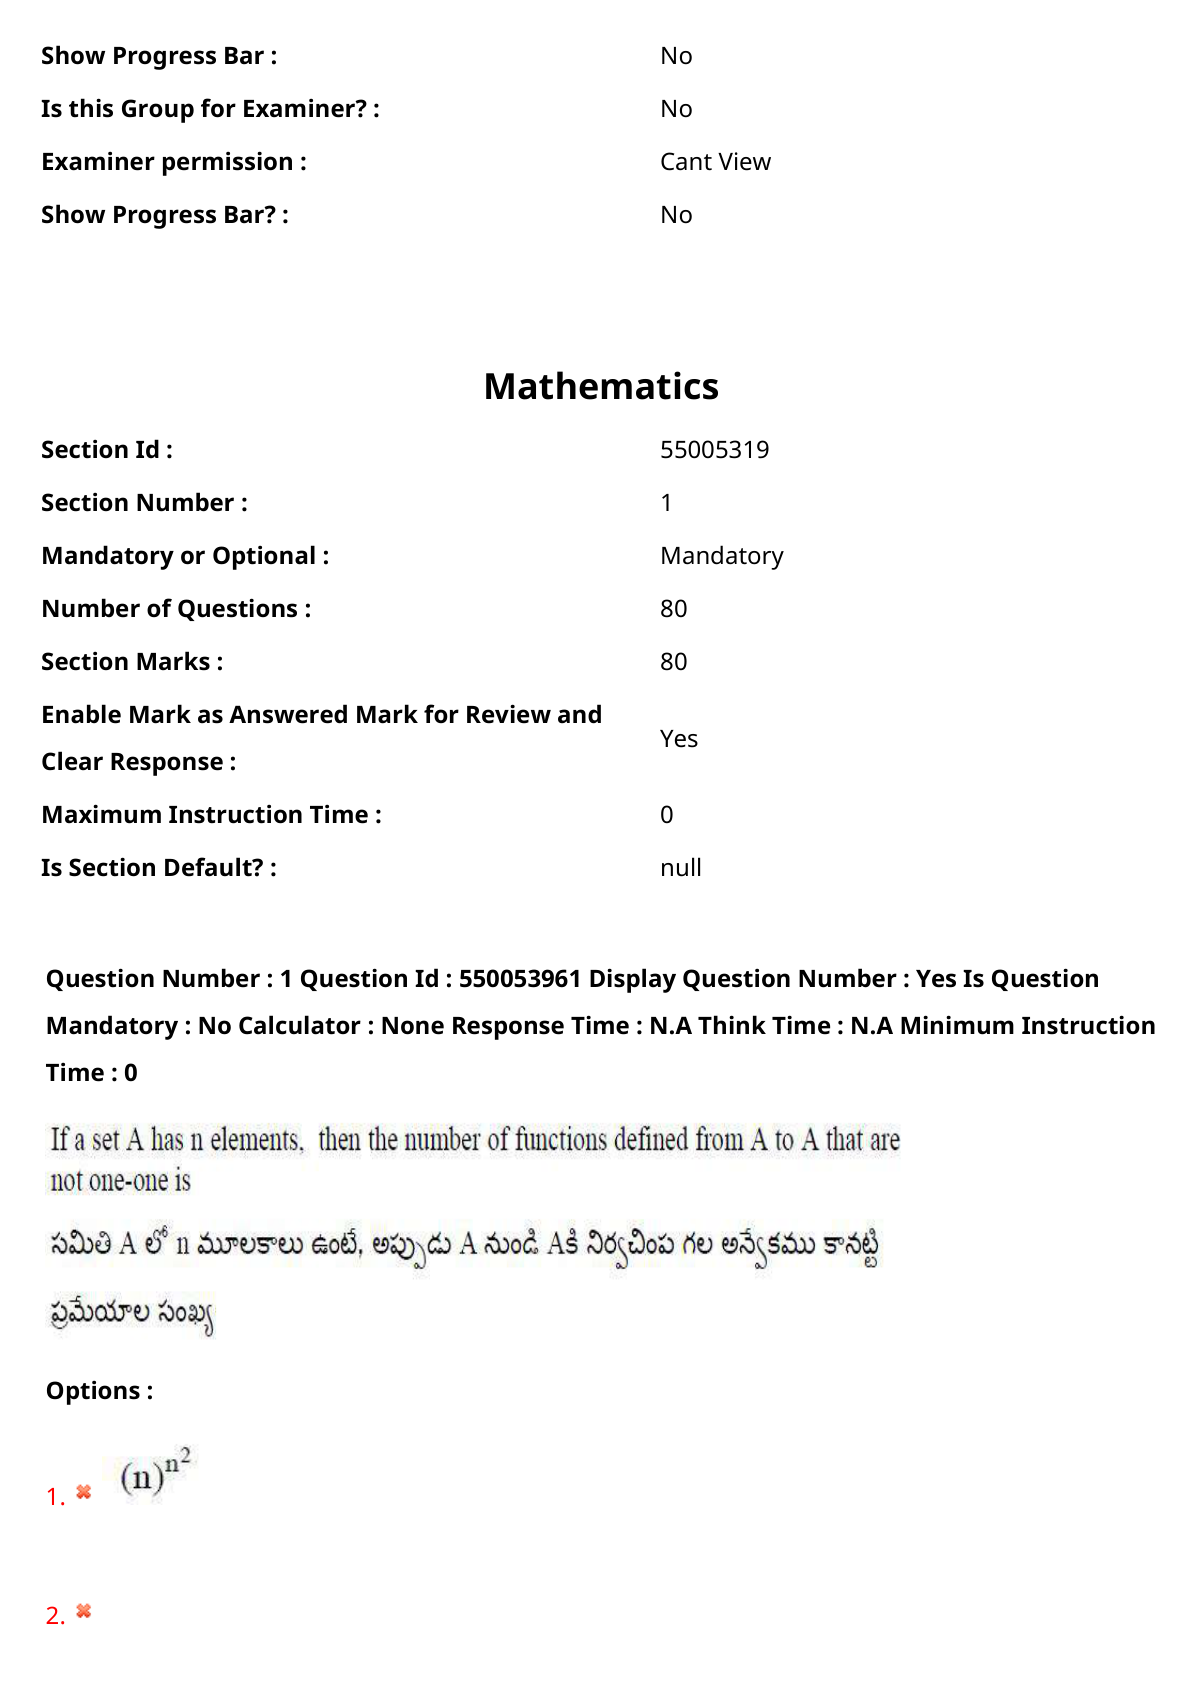 Show Progress Bar : No
Is this Group for Examiner? : No
Examiner permission : Cant View
Show Progress Bar? : No
Mathematics
Section Id : 55005319
Section Number : 1
Mandatory or Optional : Mandatory
Number of Questions : 80
Section Marks : 80
Enable Mark as Answered Mark for Review and
Clear Response : Yes
Maximum Instruction Time : 0
Is Section Default? : null
Question Number : 1 Question Id : 550053961 Display Question Number : Yes Is Question
Mandatory : No Calculator : None Response Time : N.A Think Time : N.A Minimum Instruction
Time : 0
If a set A has n elements, then the number of functions defined from A to A that are
not one-one is
సమితి A లో n మూలకాలు ఉంటే, అప్పుడు A నుండి Aకి నిర్వచింప గల అన్వేకము కానట్టి
ప్రమేయాల సంఖ్య
Options :
1. (n)^{n^2}
2.